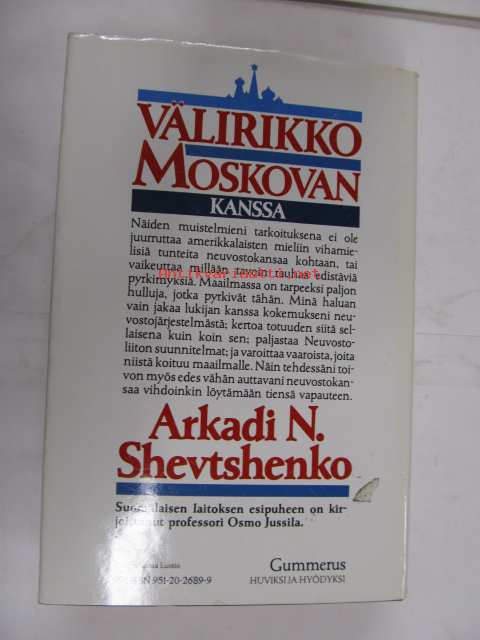 VÄLIRIKKO
MOSKOVAN
KANSSA
Näiden muistelmieni tarkoituksena ei ole
juurruttaa amerikkalaisten mieliin vihamie-
lisiä tunteita neuvostokansaa kohtaan, tai
vaikeuttaa millään tavoin rauhaa edistäviä
antikvariaatti.net
pyrkimyksiä. Maailmassa on tarpeeksi paljon
hulluja, jotka pyrkivät tähän. Minä haluan
vain jakaa lukijan kanssa kokemukseni neu-
vostojärjestelmästä; kertoa totuuden siitä sel-
laisena kuin koin sen; paljastaa Neuvosto-
liiton suunnitelmat; ja varoittaa vaaroista, joita
niistä koituu maailmalle. Näin tehdessäni toi-
von myös edes vähän auttavani neuvostokan-
saa vihdoinkin löytämään tiensä vapauteen.
Arkadi N.
Shevtshenko
laitoksen esipuheen on kir-
professori Osmo Jussila.
Luotio
951-20-2689-9
Gummerus
HUVIKSI JA HYÖDYKSI